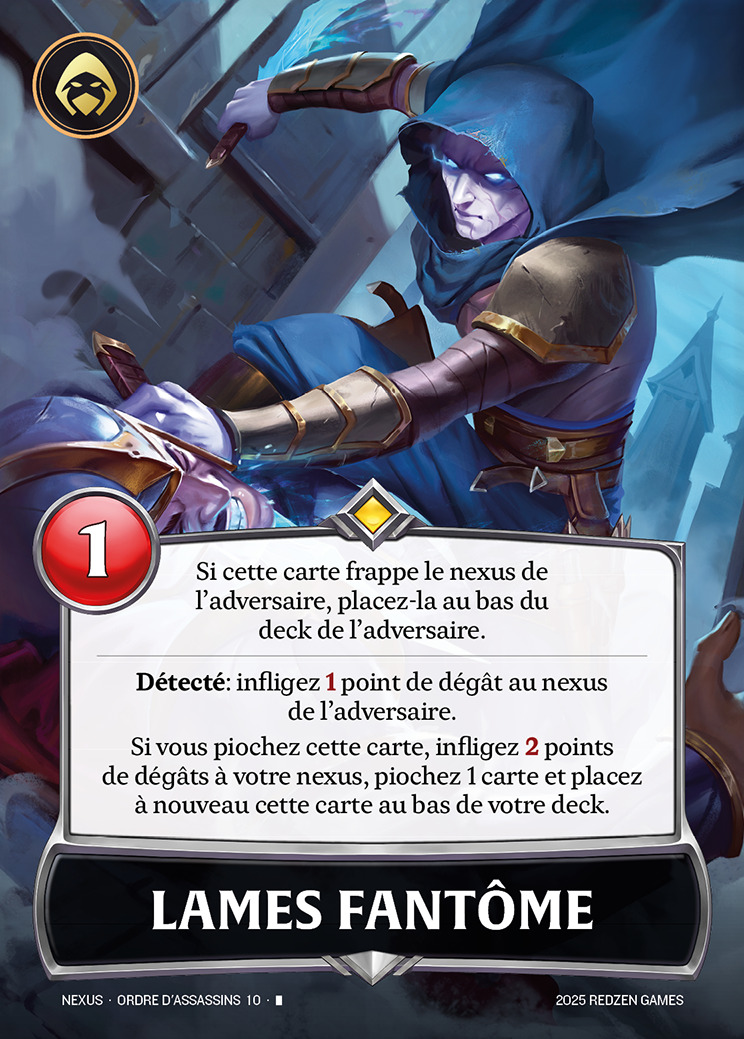 1
Si cette carte frappe le nexus de
l'adversaire, placez-la au bas du
deck de l'adversaire.
Détecté: infligez 1 point de dégât au nexus
de l'adversaire.
Si vous piochez cette carte, infligez 2 points
de dégâts à votre nexus, piochez 1 carte et placez
à nouveau cette carte au bas de votre deck.
LAMES FANTÔME
NEXUS · ORDRE D'ASSASSINS 10 ·
2025 REDZEN GAMES